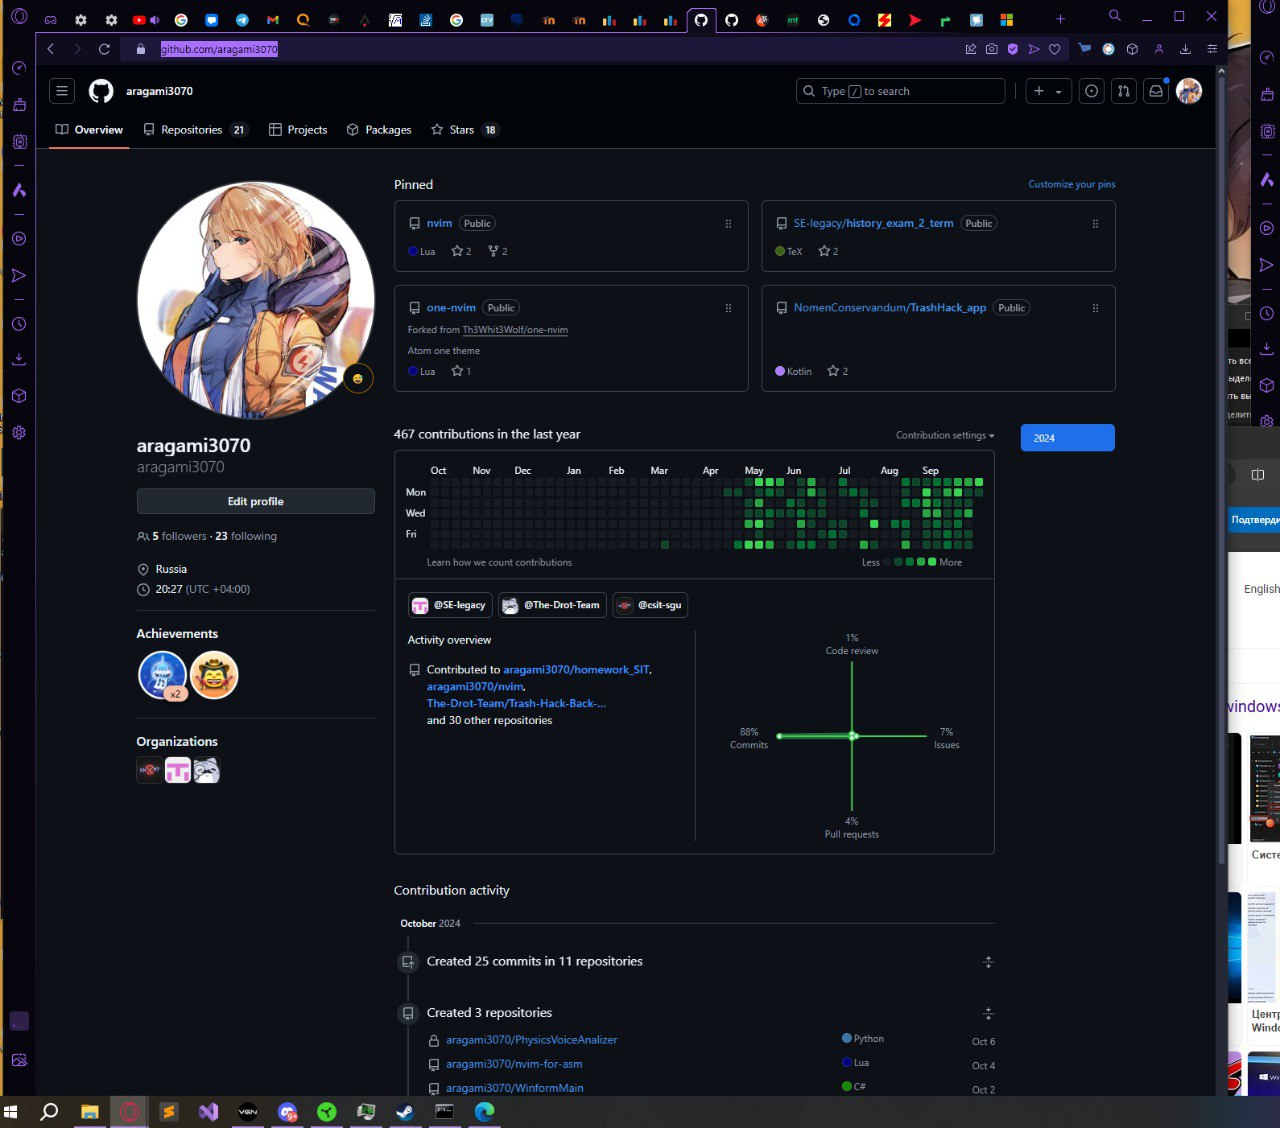 github.com/aragami3070
aragami3070
Type / to search
Overview
Repositories 21
Projects
Packages
Stars 18
Pinned
Customize your pins
nvim Public
Lua 2 2
SE-legacy/history_exam_2_term Public
TeX 2
one-nvim Public
Forked from Th3Whit3Wolf/one-nvim
Atom one theme
Lua 1
NomenConservandum/TrashHack_app Public
Kotlin 2
aragami3070
aragami3070
Edit profile
5 followers · 23 following
Russia
20:27 (UTC +04:00)
Achievements
x2
Organizations
467 contributions in the last year
Contribution settings
2024
Oct Nov Dec Jan Feb Mar Apr May Jun Jul Aug Sep
Mon
Wed
Fri
Learn how we count contributions
Less More
@SE-legacy
@The-Drot-Team
@csit-sgu
Activity overview
Contributed to aragami3070/homework_SIT,
aragami3070/nvim,
The-Drot-Team/Trash-Hack-Back-...
and 30 other repositories
1%
Code review
88%
Commits
7%
Issues
4%
Pull requests
Contribution activity
October 2024
Created 25 commits in 11 repositories
Created 3 repositories
aragami3070/PhysicsVoiceAnalizer Python Oct 6
aragami3070/nvim-for-asm Lua Oct 4
aragami3070/WinformMain C# Oct 2
Подтверди
English
windows
Систе
Центр
Windo
VGN